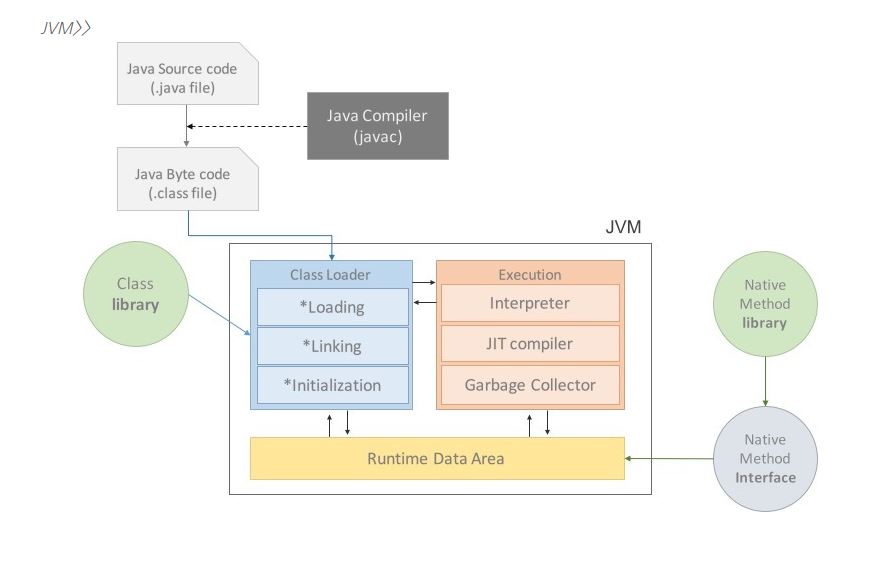 JVM>>
Java Source code
(.java file)
Java Compiler
(javac)
Java Byte code
(.class file)
JVM
Class
library
Class Loader
*Loading
*Linking
*Initialization
Execution
Interpreter
JIT compiler
Garbage Collector
Native
Method
library
Runtime Data Area
Native
Method
Interface